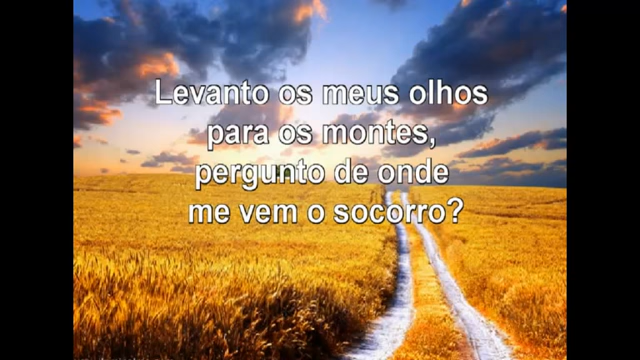 Levanto os meus olhos
para os montes,
pergunto de onde
me vem o socorro?